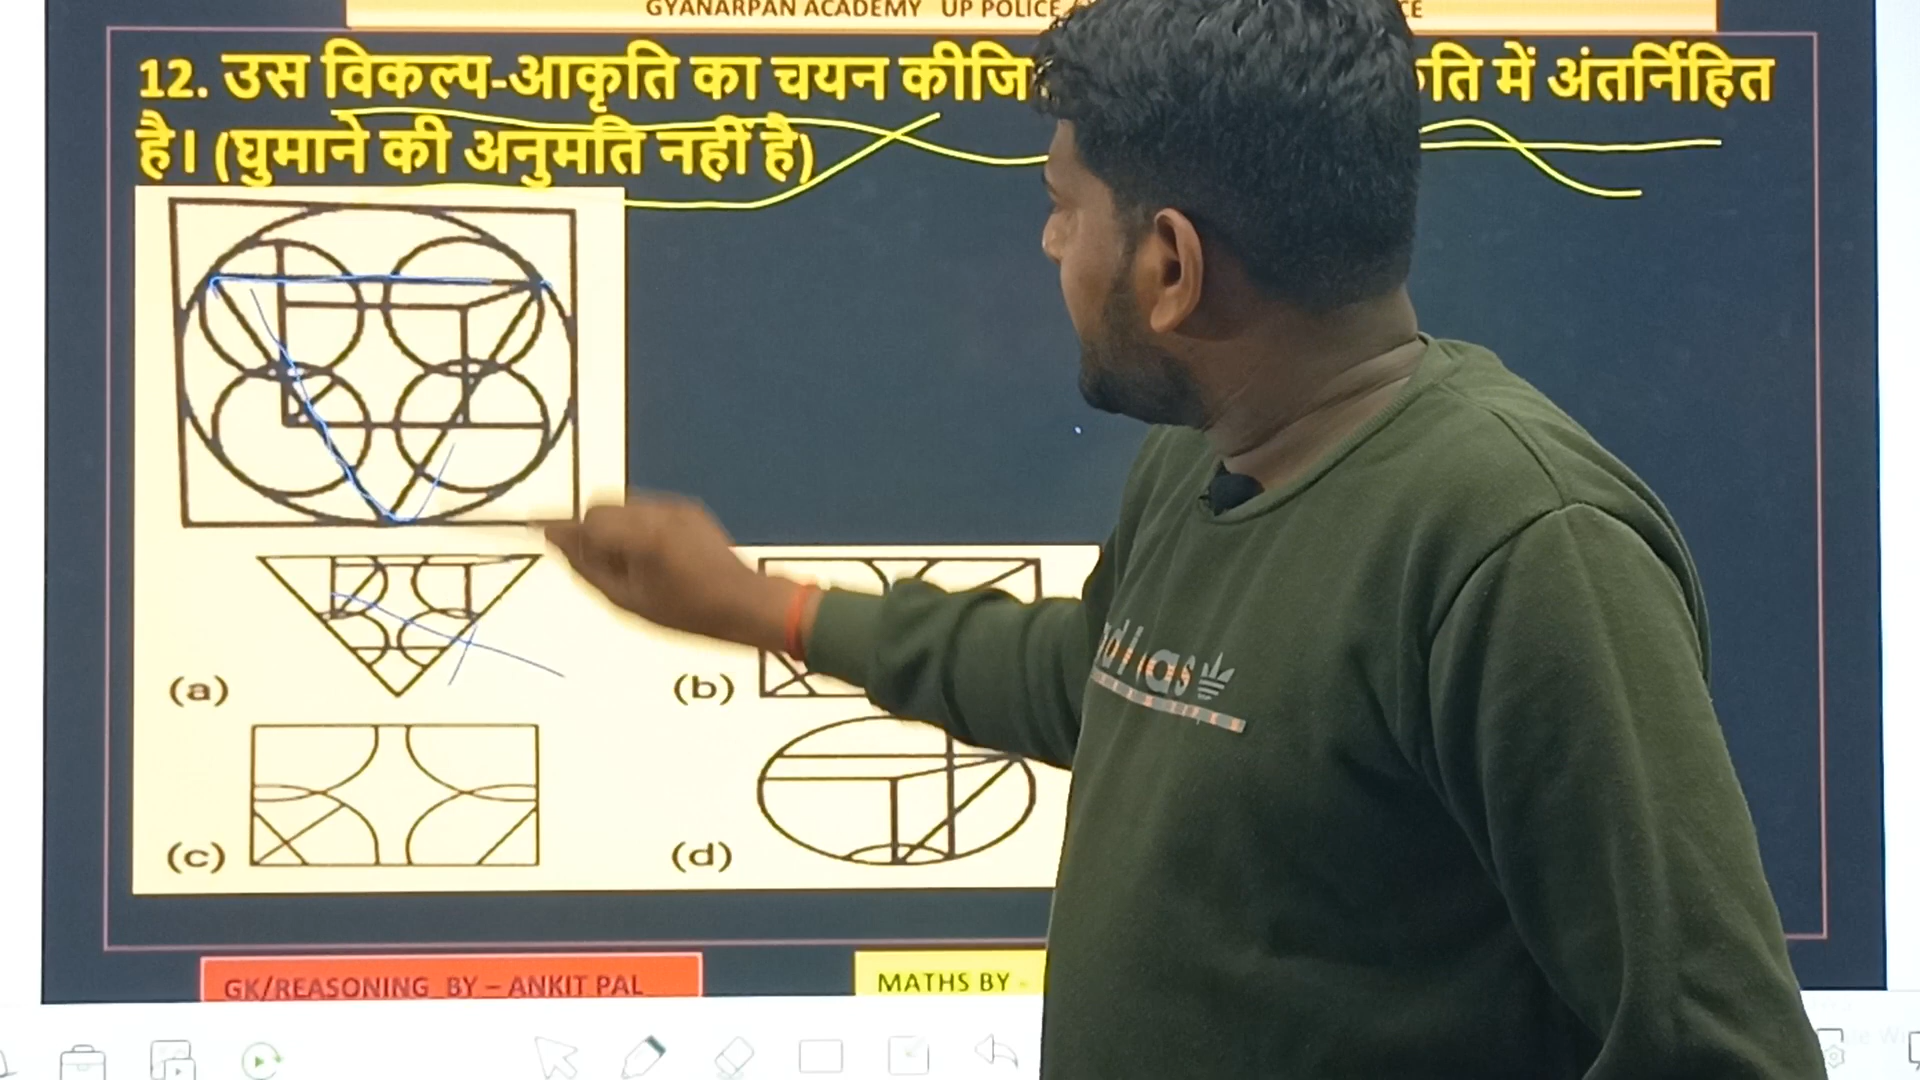 GYANARPAN ACADEMY UP POLICE
12. उस विकल्प-आकृति का चयन में अंतर्निहित
है। (घुमाने की अनुमति नहीं है)
(a)
(b)
(c)
(d)
adidas
GK/REASONING BY – ANKIT PAL
MATHS BY -